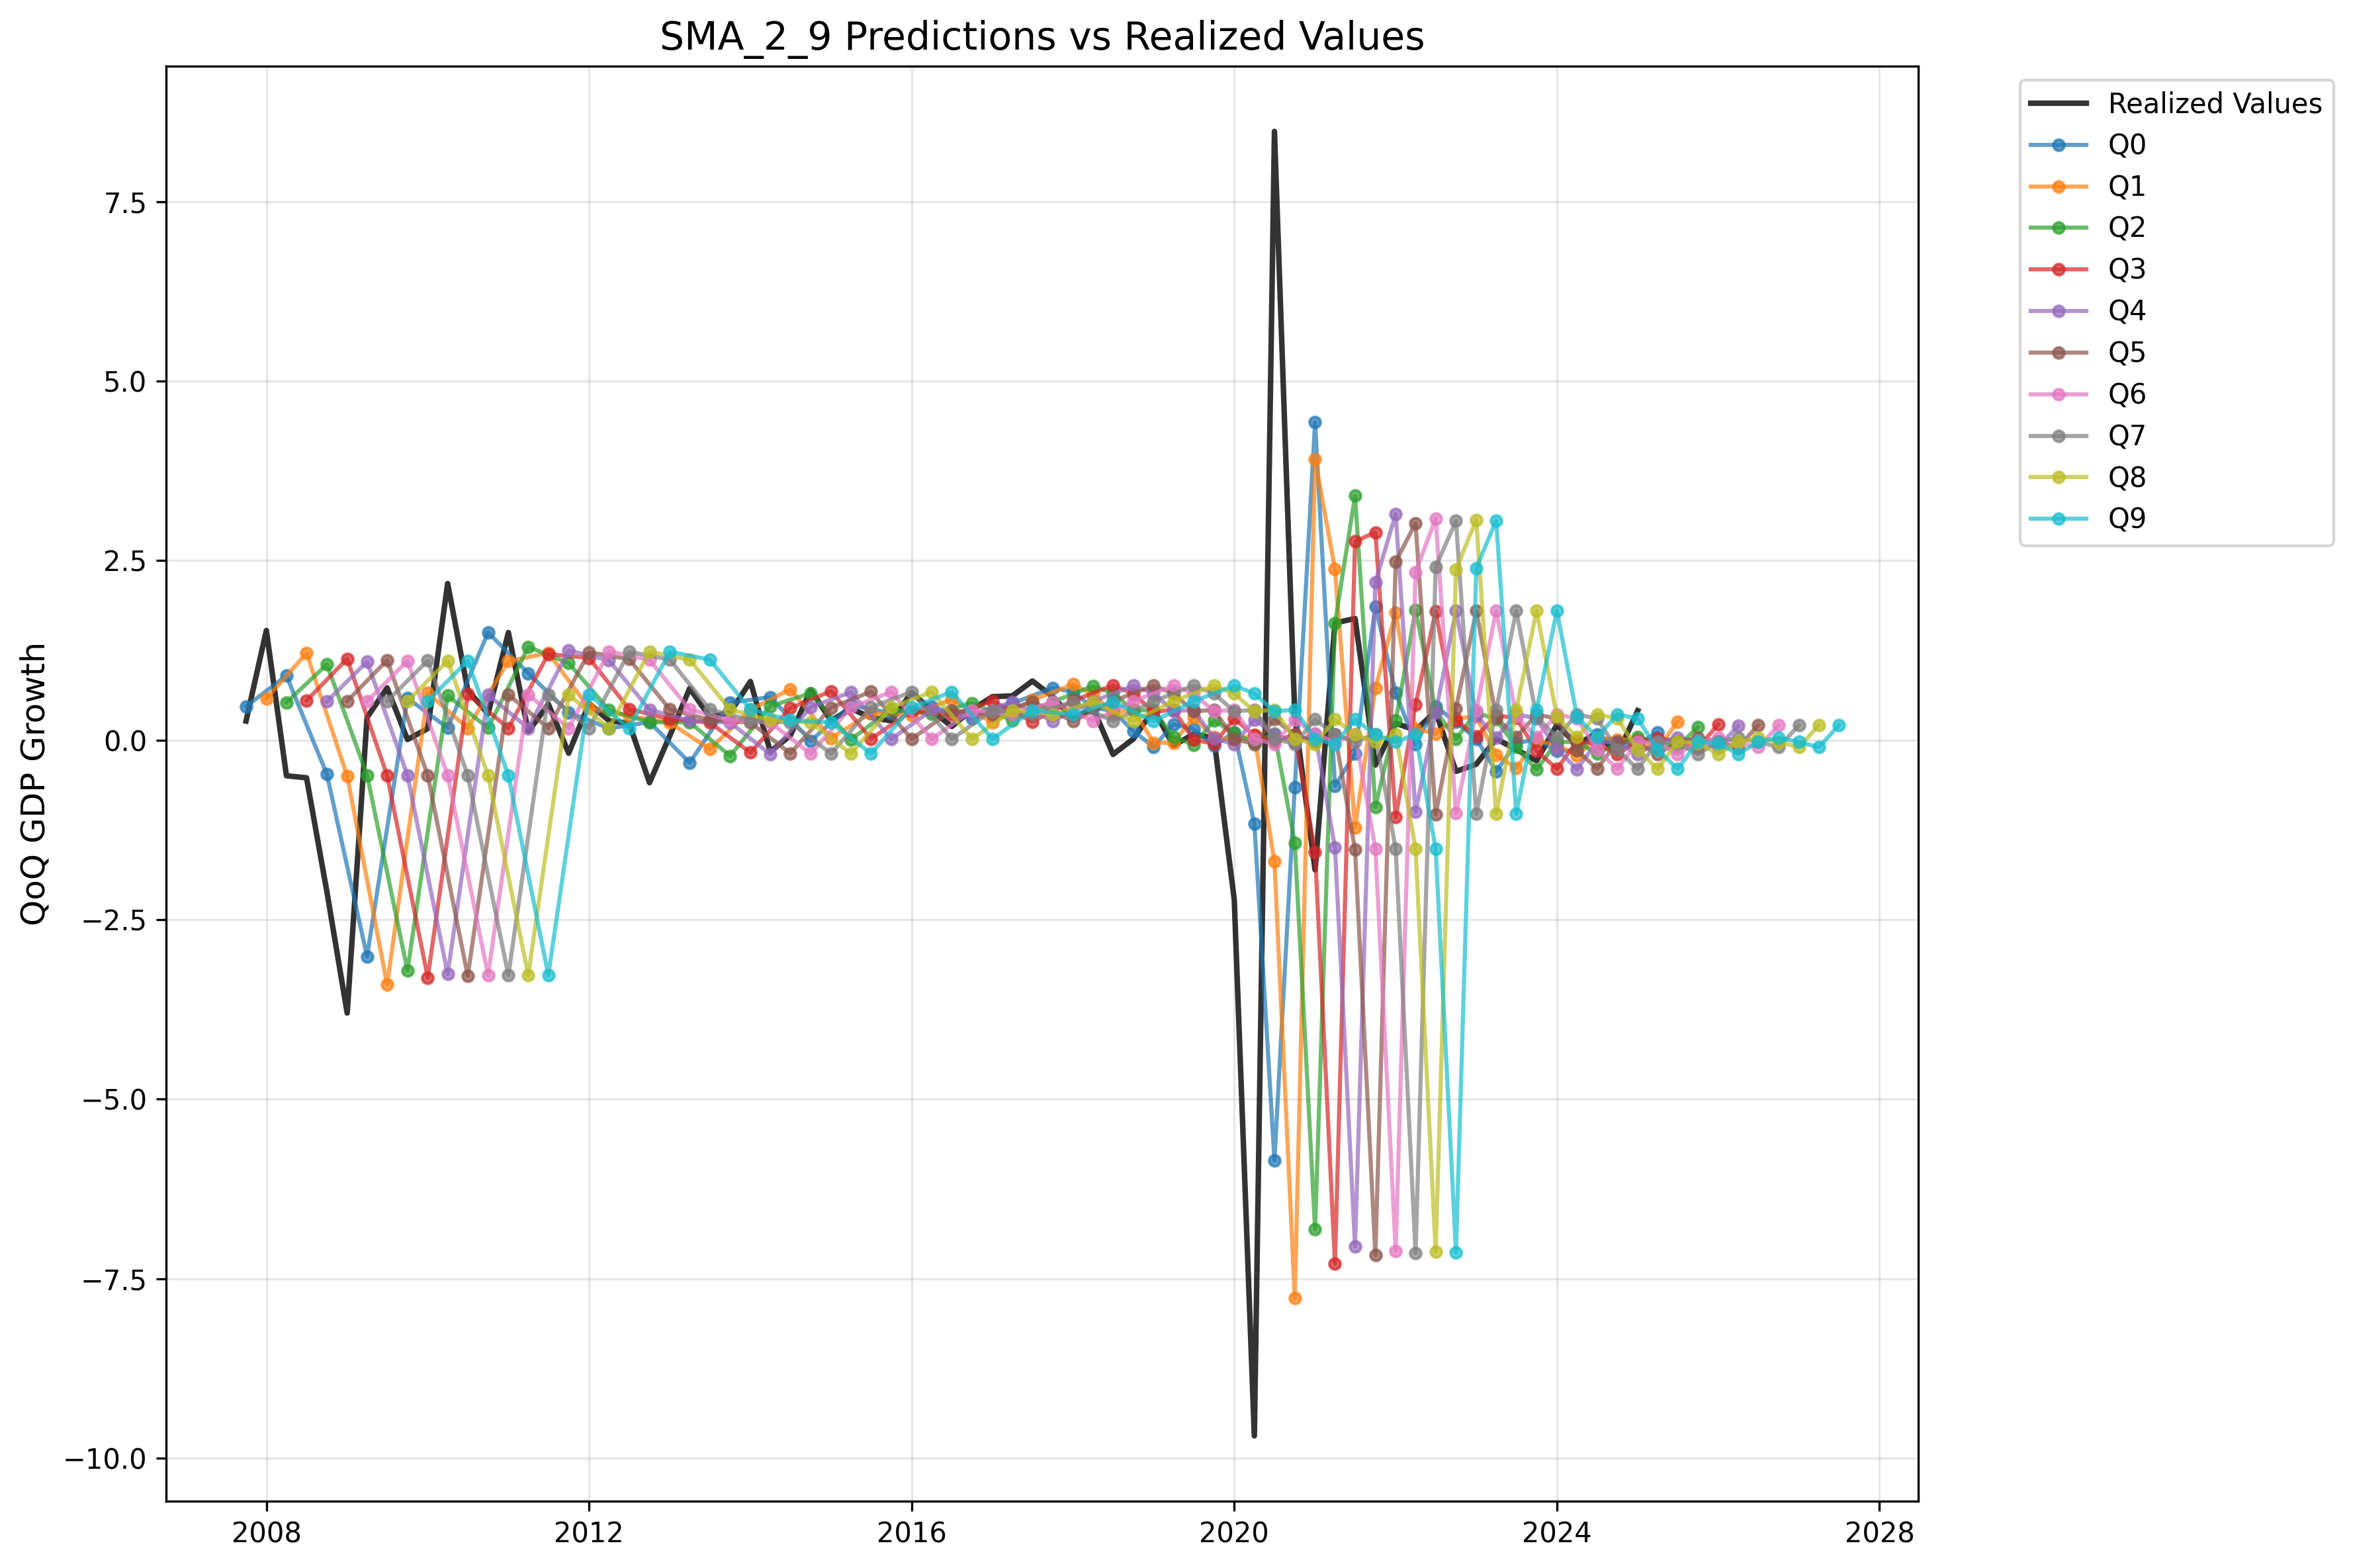 SMA_2_9 Predictions vs Realized Values
QoQ GDP Growth
7.5
5.0
2.5
0.0
−2.5
−5.0
−7.5
−10.0
2008
2012
2016
2020
2024
2028
Realized Values
Q0
Q1
Q2
Q3
Q4
Q5
Q6
Q7
Q8
Q9